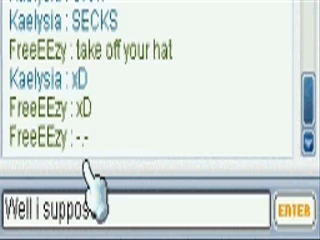 Kaelysia : SECKS
FreeEEzy : take off your hat
Kaelysia : xD
FreeEEzy : xD
FreeEEzy : -.-
Well i suppos
ENTER